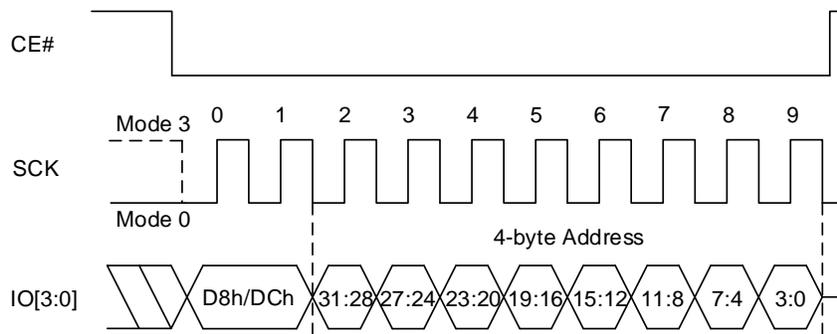 CE#
Mode 3 0 1 2 3 4 5 6 7 8 9
SCK
Mode 0
4-byte Address
IO[3:0] D8h/DCh 31:28 27:24 23:20 19:16 15:12 11:8 7:4 3:0